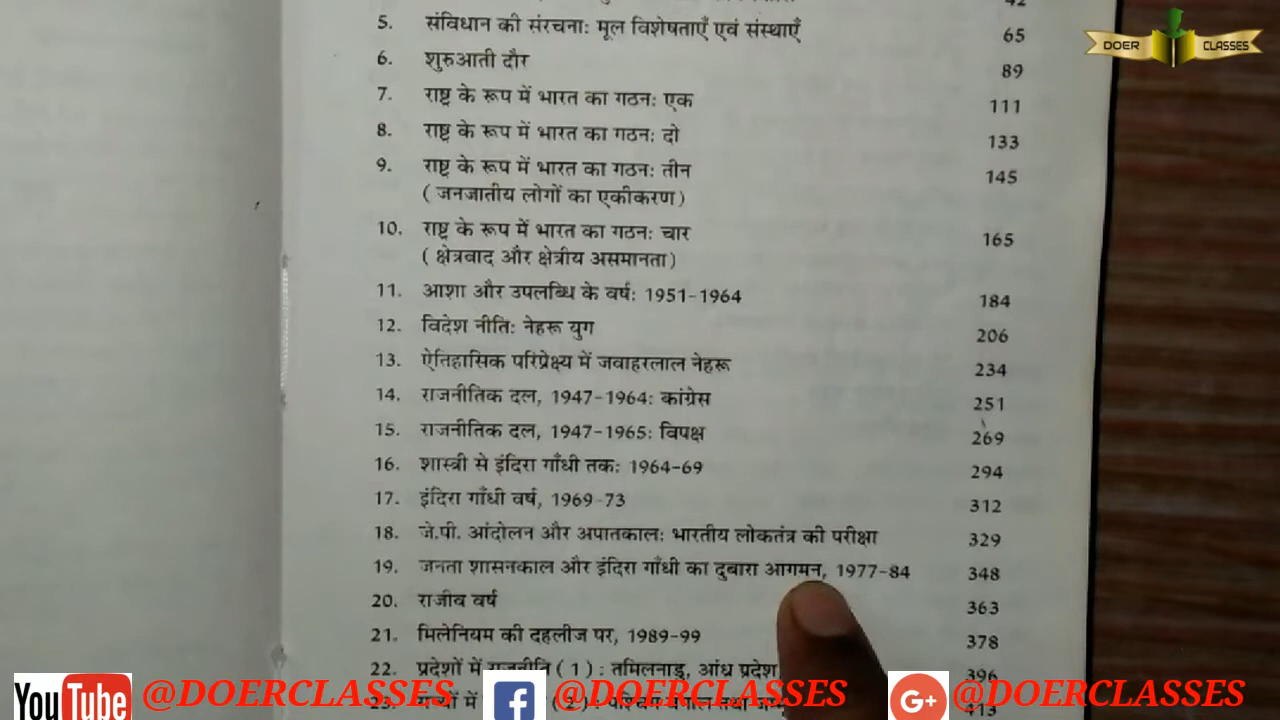 42
5. संविधान की संरचना: मूल विशेषताएँ एवं संस्थाएँ 65
6. शुरुआती दौर 89
7. राष्ट्र के रूप में भारत का गठन: एक 111
8. राष्ट्र के रूप में भारत का गठन: दो 133
9. राष्ट्र के रूप में भारत का गठन: तीन 145
( जनजातीय लोगों का एकीकरण )
10. राष्ट्र के रूप में भारत का गठन: चार 165
( क्षेत्रवाद और क्षेत्रीय असमानता )
11. आशा और उपलब्धि के वर्ष: 1951-1964 184
12. विदेश नीति: नेहरू युग 206
13. ऐतिहासिक परिप्रेक्ष्य में जवाहरलाल नेहरू 234
14. राजनीतिक दल, 1947-1964: कांग्रेस 251
15. राजनीतिक दल, 1947-1965: विपक्ष 269
16. शास्त्री से इंदिरा गाँधी तक: 1964-69 294
17. इंदिरा गाँधी वर्ष, 1969-73 312
18. जे.पी. आंदोलन और अपातकाल: भारतीय लोकतंत्र की परीक्षा 329
19. जनता शासनकाल और इंदिरा गाँधी का दुबारा आगमन, 1977-84 348
20. राजीव वर्ष 363
21. मिलेनियम की दहलीज पर, 1989-99 378
22. प्रदेशों में राजनीति ( 1 ) : तमिलनाडु, आंध्र प्रदेश, 396
23. में 413
DOER CLASSES
YouTube @DOERCLASSES f @DOERCLASSES G+ @DOERCLASSES